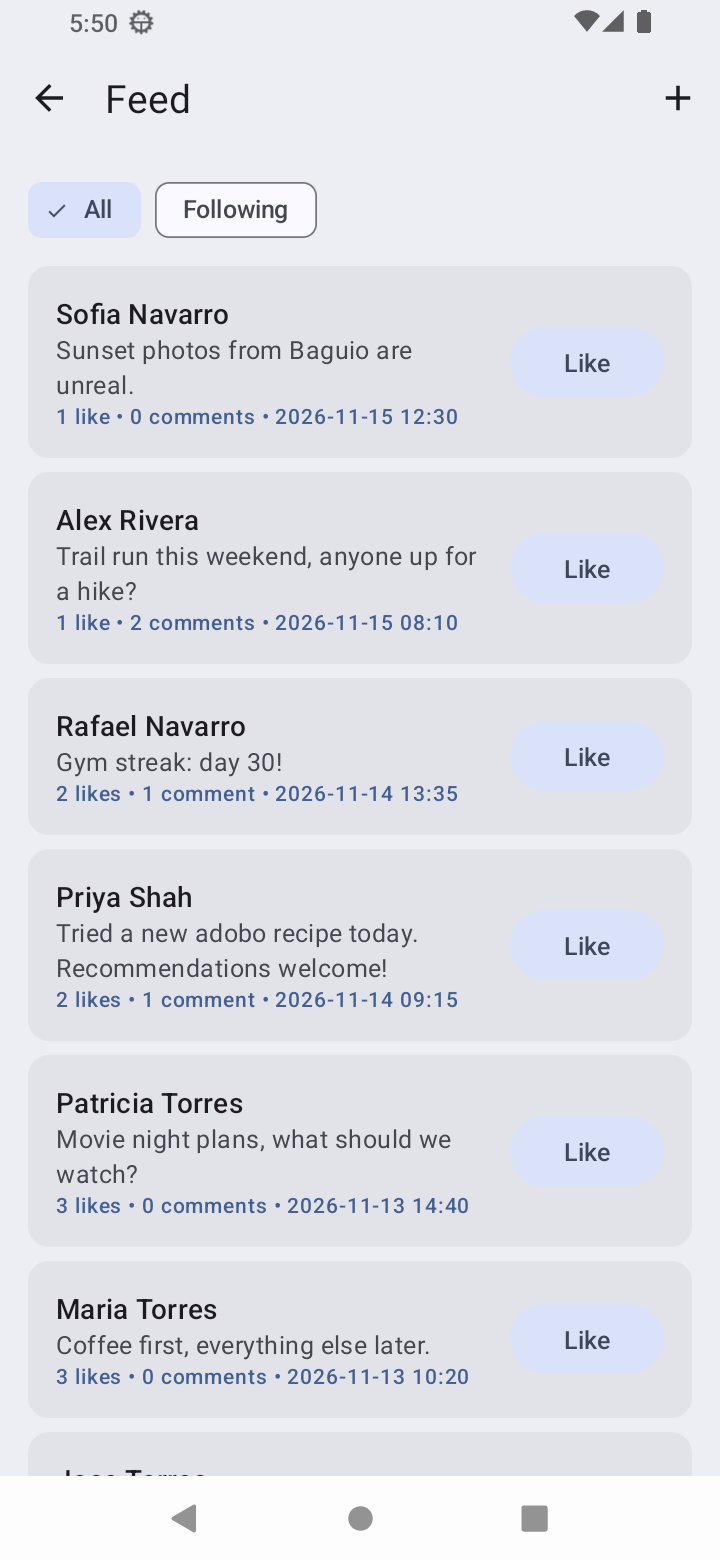 5:50
Feed
All
Following
Sofia Navarro
Sunset photos from Baguio are
unreal.
1 like • 0 comments • 2026-11-15 12:30
Like
Alex Rivera
Trail run this weekend, anyone up for
a hike?
1 like • 2 comments • 2026-11-15 08:10
Like
Rafael Navarro
Gym streak: day 30!
2 likes • 1 comment • 2026-11-14 13:35
Like
Priya Shah
Tried a new adobo recipe today.
Recommendations welcome!
2 likes • 1 comment • 2026-11-14 09:15
Like
Patricia Torres
Movie night plans, what should we
watch?
3 likes • 0 comments • 2026-11-13 14:40
Like
Maria Torres
Coffee first, everything else later.
3 likes • 0 comments • 2026-11-13 10:20
Like